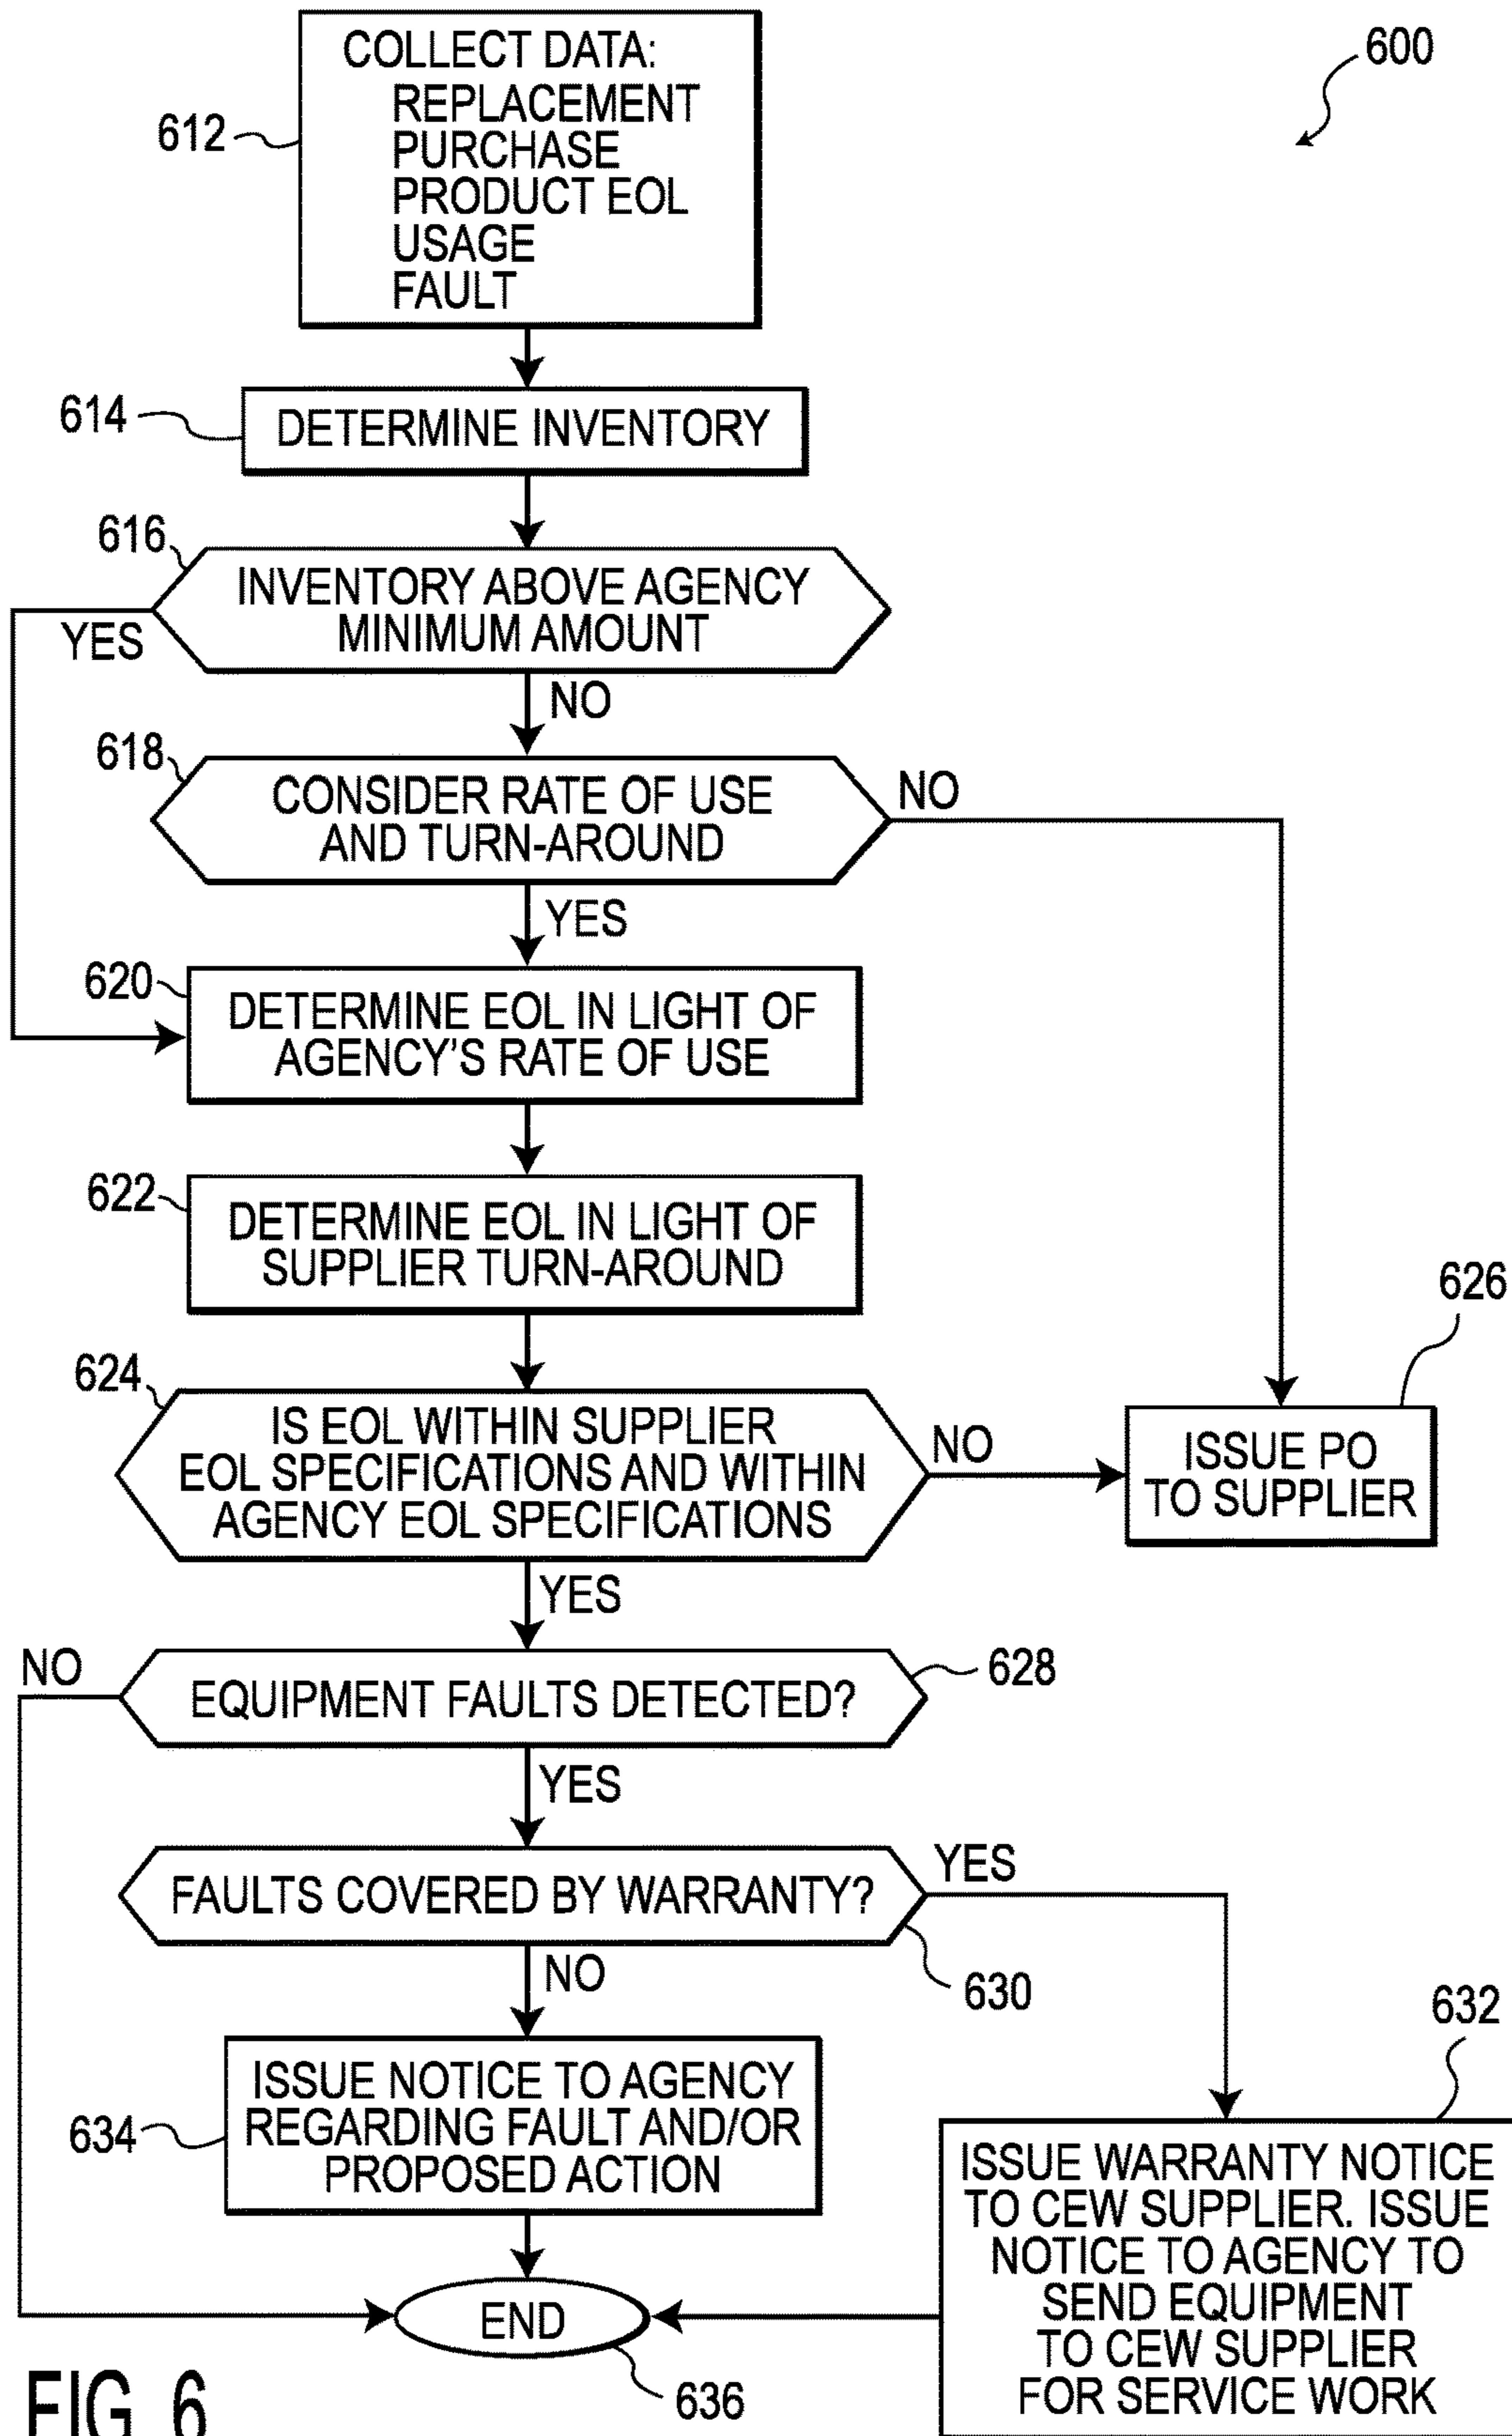 600
COLLECT DATA:
REPLACEMENT
PURCHASE
PRODUCT EOL
USAGE
FAULT
612
614
DETERMINE INVENTORY
616
INVENTORY ABOVE AGENCY
MINIMUM AMOUNT
YES
NO
618
CONSIDER RATE OF USE
AND TURN-AROUND
NO
YES
620
DETERMINE EOL IN LIGHT OF
AGENCY'S RATE OF USE
622
DETERMINE EOL IN LIGHT OF
SUPPLIER TURN-AROUND
624
IS EOL WITHIN SUPPLIER
EOL SPECIFICATIONS AND WITHIN
AGENCY EOL SPECIFICATIONS
NO
626
ISSUE PO
TO SUPPLIER
YES
NO
EQUIPMENT FAULTS DETECTED?
628
YES
FAULTS COVERED BY WARRANTY?
YES
630
NO
632
634
ISSUE NOTICE TO AGENCY
REGARDING FAULT AND/OR
PROPOSED ACTION
ISSUE WARRANTY NOTICE
TO CEW SUPPLIER. ISSUE
NOTICE TO AGENCY TO
SEND EQUIPMENT
TO CEW SUPPLIER
FOR SERVICE WORK
END
636
FIG. 6